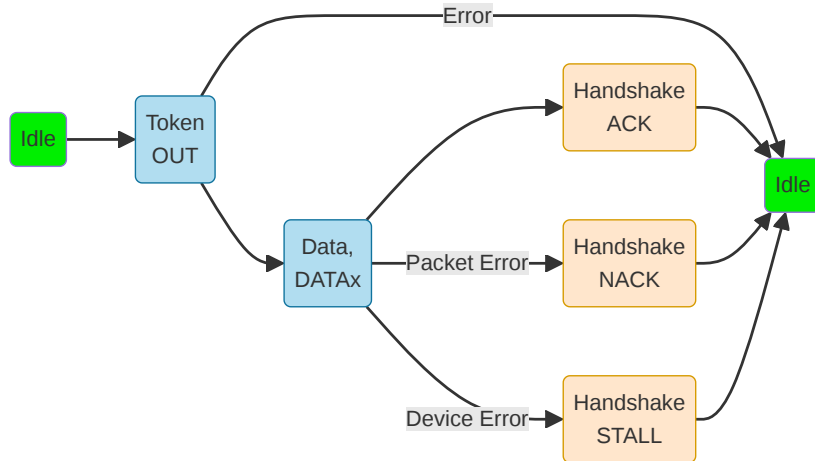 Error
Handshake
ACK
Idle
Token
OUT
Idle
Data,
DATAx
Packet Error
Handshake
NACK
Device Error
Handshake
STALL